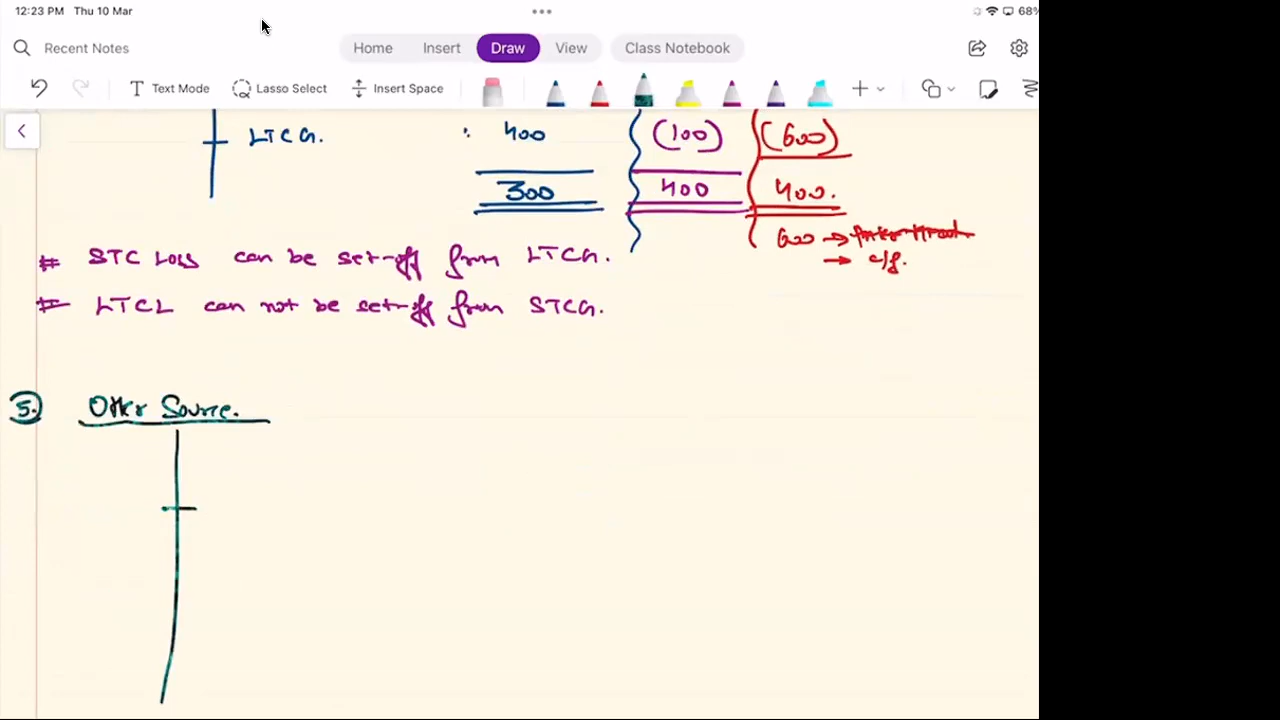 12:23 PM Thu 10 Mar
68%
Recent Notes
Home Insert Draw View Class Notebook
Text Mode Lasso Select Insert Space
LTCG. : 400 (100) (600)
300 400 400.
600 →
→ c/f.
# STC Loss can be set-off from LTCG.
# LTCL can not be set-off from STCG.
5. Other Source.